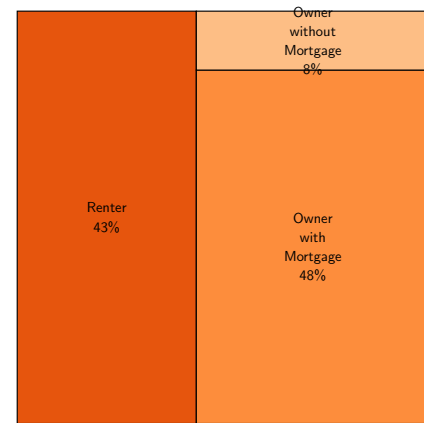 Owner
without
Mortgage
8%
Renter
43%
Owner
with
Mortgage
48%